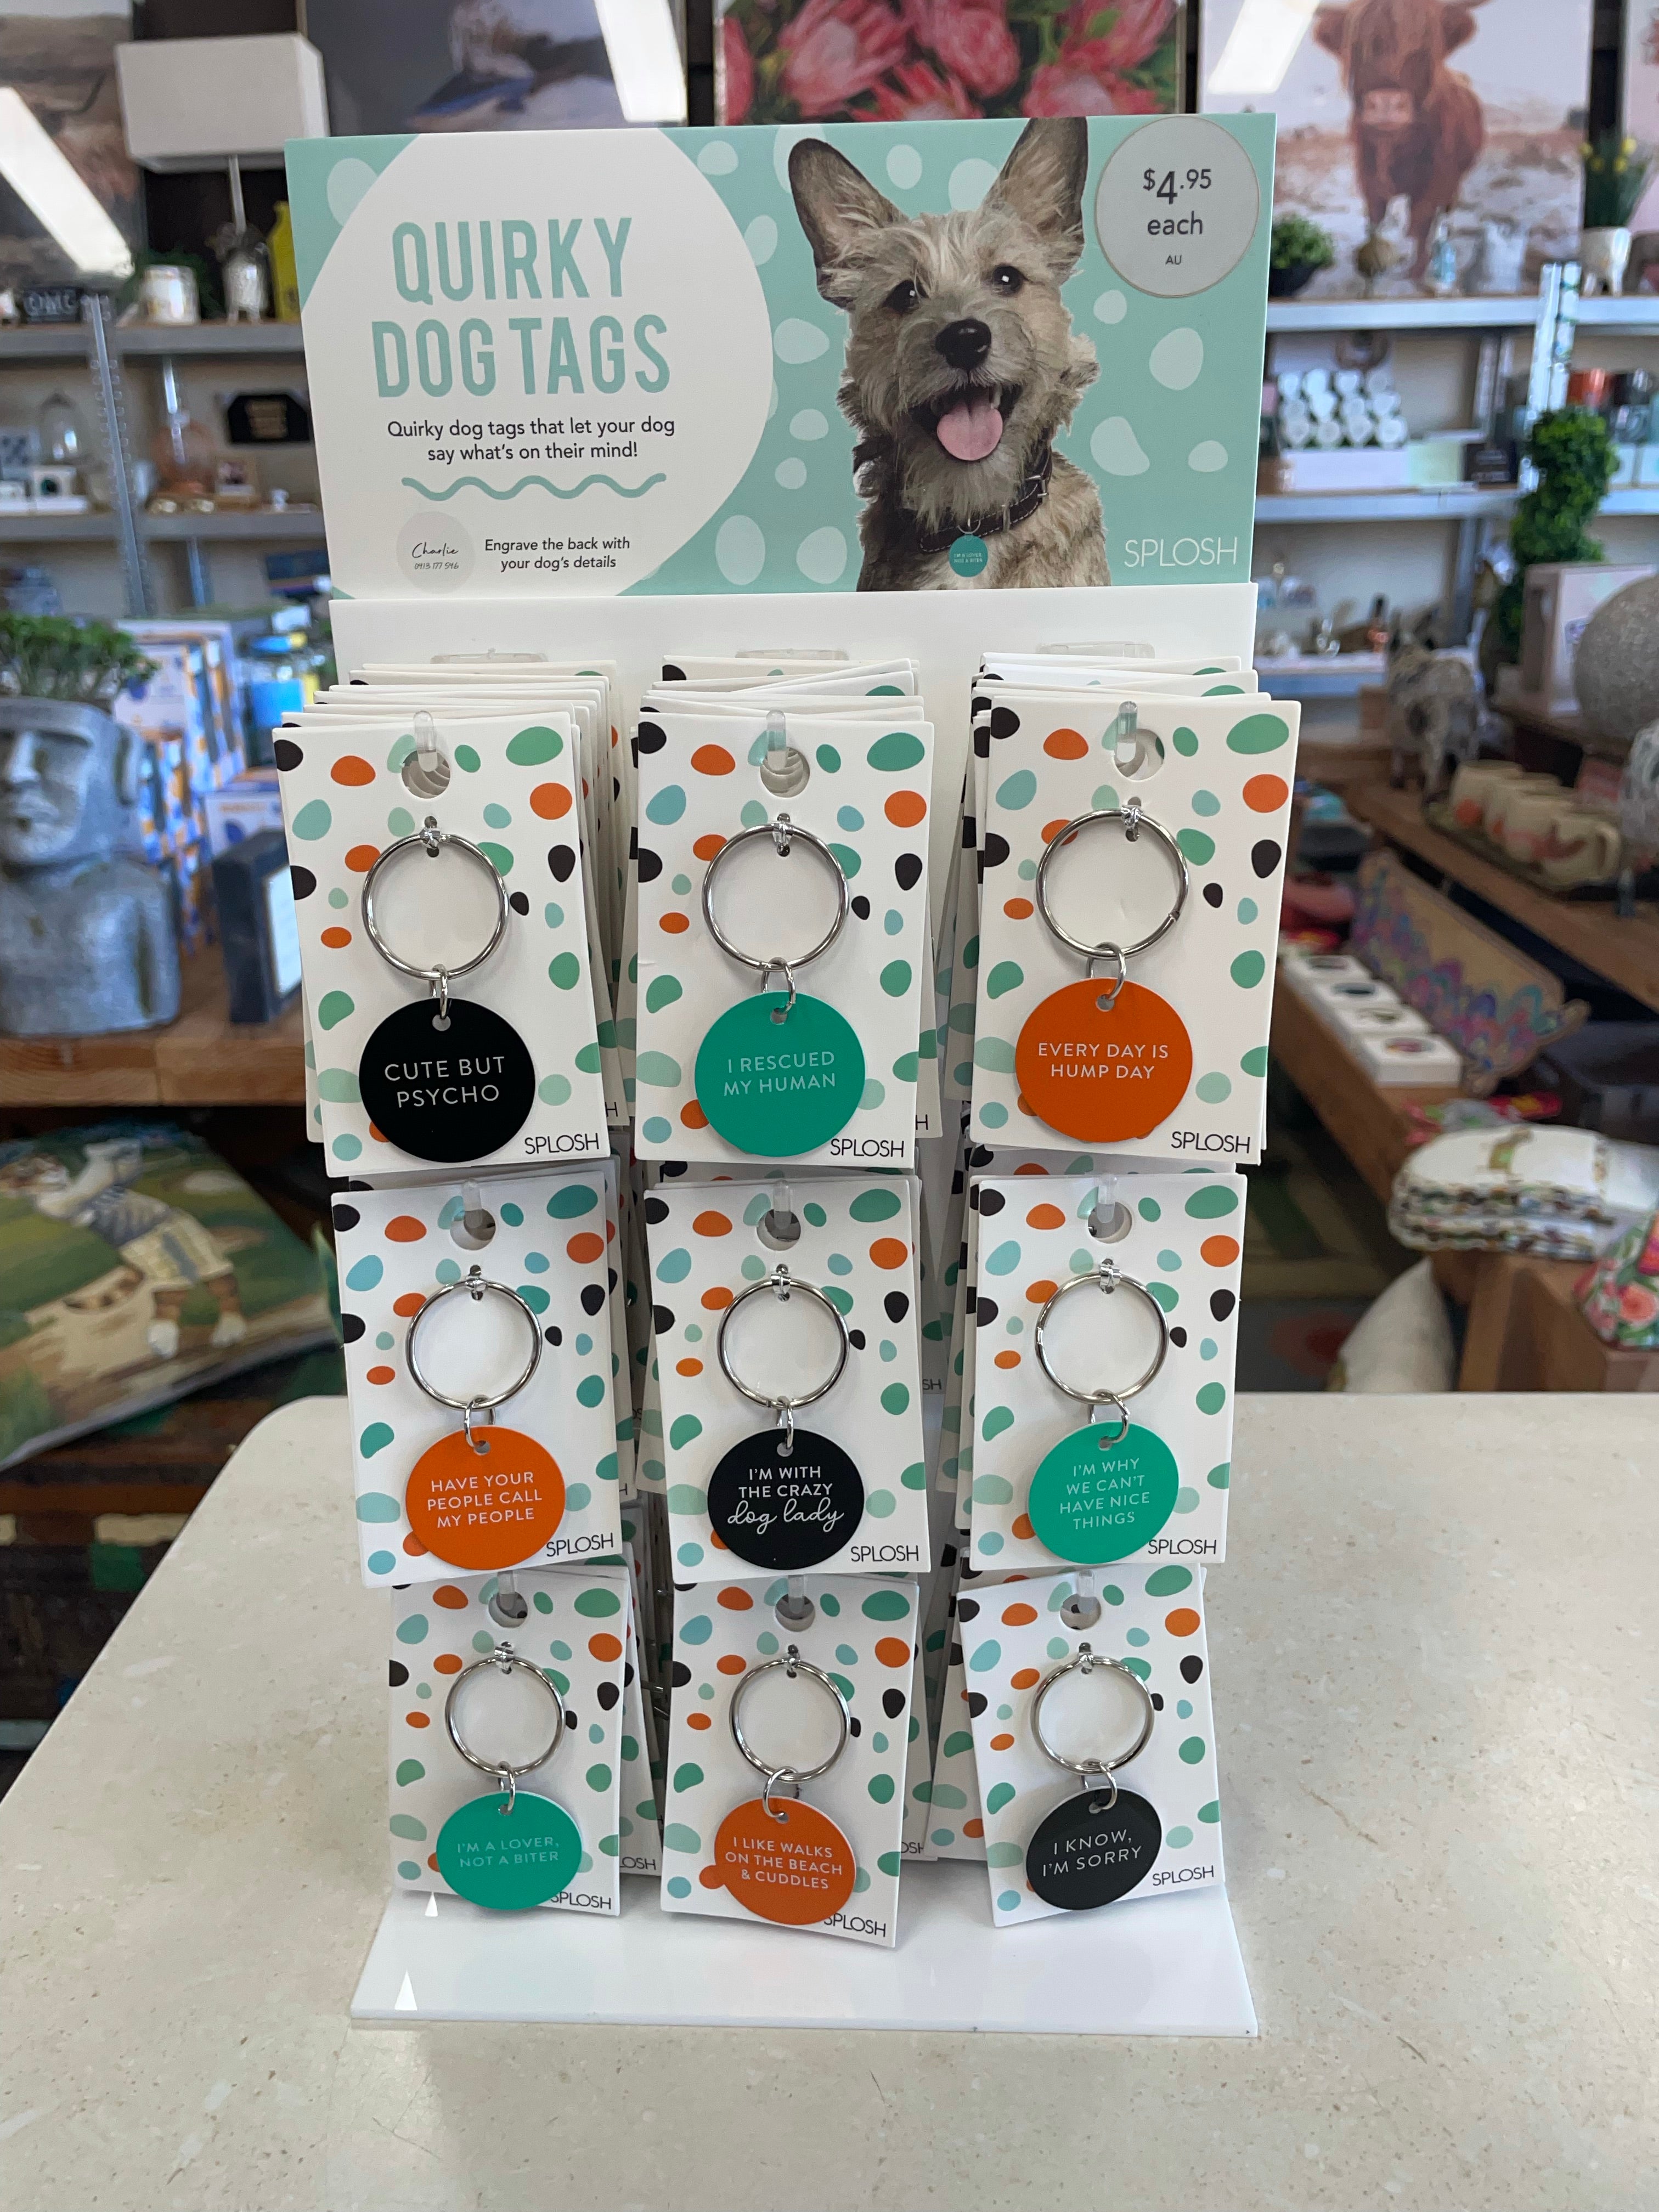 QUIRKY
DOG TAGS
Quirky dog tags that let your dog
say what's on their mind!
Charlie
Engrave the back with
your dog's details
$4.95
each
AU
I'M A LOVER,
NOT A BITER
SPLOSH
CUTE BUT
PSYCHO
SPLOSH
I RESCUED
MY HUMAN
SPLOSH
EVERY DAY IS
HUMP DAY
SPLOSH
HAVE YOUR
PEOPLE CALL
MY PEOPLE
SPLOSH
I'M WITH
THE CRAZY
dog lady
SPLOSH
I'M WHY
WE CAN'T
HAVE NICE
THINGS
SPLOSH
I'M A LOVER,
NOT A BITER
SPLOSH
I LIKE WALKS
ON THE BEACH
& CUDDLES
SPLOSH
I KNOW,
I'M SORRY
SPLOSH